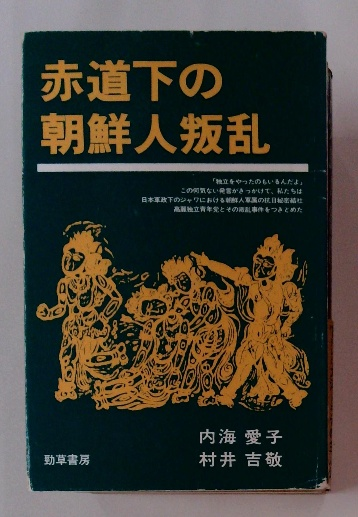 赤道下の
朝鮮人叛乱
「独立をやったのもいるんだよ」
この何気ない発言がきっかけて、私たちは
日本軍政下のジャワにおける朝鮮人軍属の抗日秘密結社
高麗独立青年党とその叛乱事件をつきとめた
内海 愛子
村井 吉敬
勁草書房